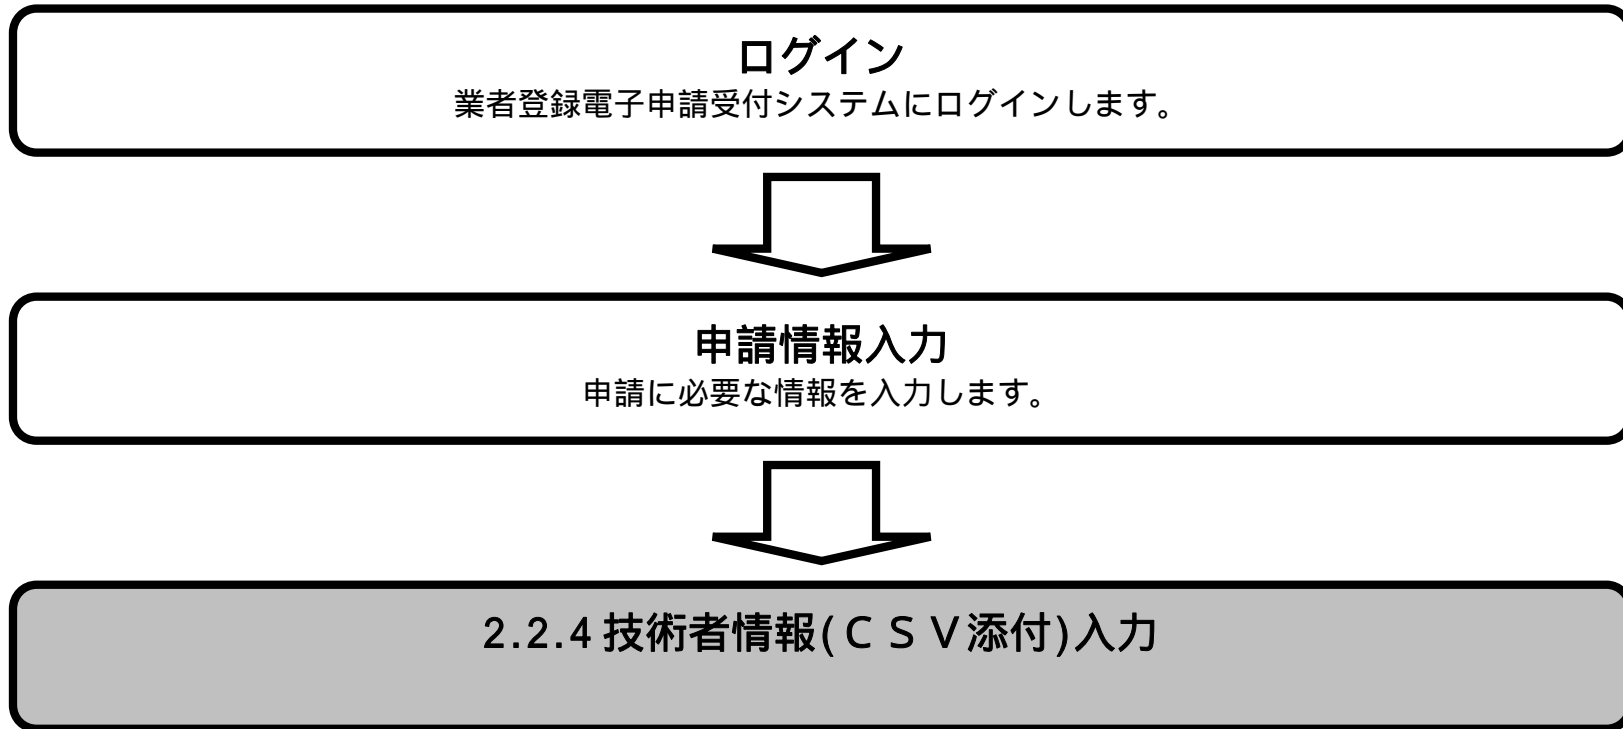 ログイン
業者登録電子申請受付システムにログインします。
申請情報入力
申請に必要な情報を入力します。
2.2.4 技術者情報(ＣＳＶ添付)入力